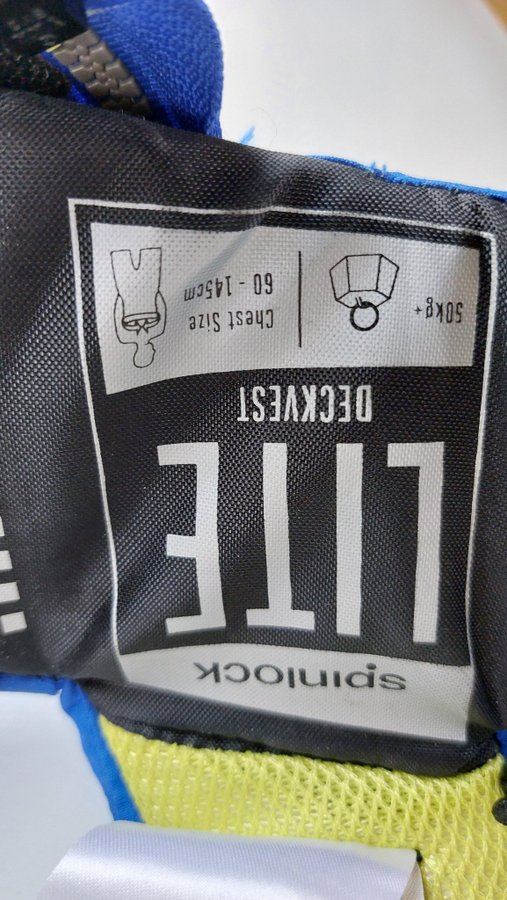 spinlock
LITE
DECKVEST
50kg+
Chest Size
60 - 145cm